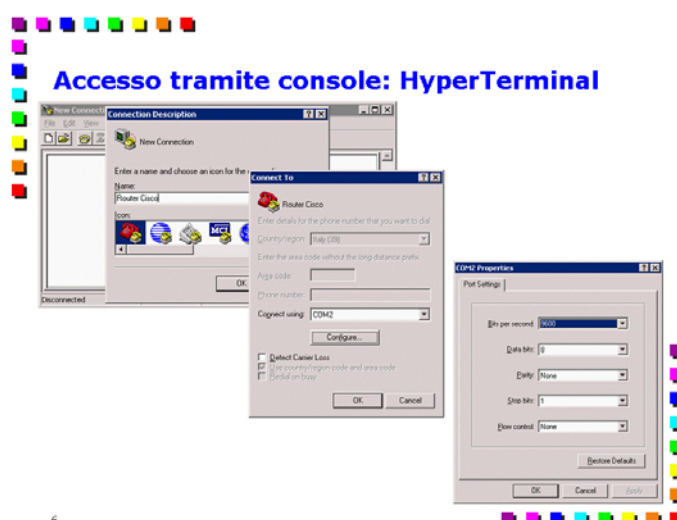 Accesso tramite console: HyperTerminal
New Connecti
File Edit View
Disconnected
Connection Description
New Connection
Enter a name and choose an icon for the
Name:
Router Cisco
Icon:
MCI
OK
Connect To
Router Cisco
Enter details for the phone number that you want to dial:
Country/region: Italy (39)
Enter the area code without the long-distance prefix.
Area code:
Phone number:
Connect using: COM2
Configure...
Detect Carrier Loss
Use country/region code and area code
Redial on busy
OK Cancel
COM2 Properties
Port Settings
Bits per second: 9600
Data bits: 8
Parity: None
Stop bits: 1
Flow control: None
Restore Defaults
OK Cancel Apply
6